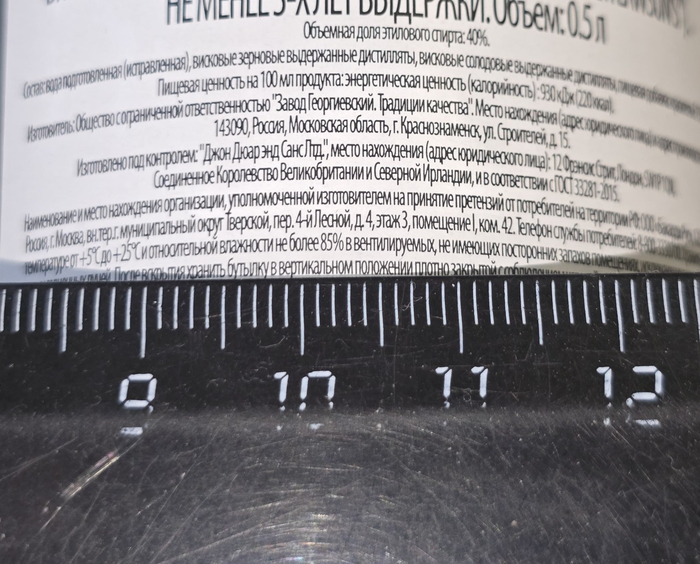 НЕ МЕНЕЕ 3-Х ЛЕТ ВЫДЕРЖКИ. Объем: 0.5 л
Объемная доля этилового спирта: 40%.
Состав: вода подготовленная (исправленная), висковые зерновые выдержанные дистилляты, висковые солодовые выдержанные дистилляты,
Пищевая ценность на 100 мл продукта: энергетическая ценность (калорийность): 930 кДж (220 ккал).
Изготовитель: Общество с ограниченной ответственностью "Завод Георгиевский. Традиции качества". Место нахождения (адрес юридического лица)
143090, Россия, Московская область, г. Краснознаменск, ул. Строителей, д. 15.
Изготовлено под контролем: "Джон Дюар энд Санс Лтд.", место нахождения (адрес юридического лица): 12 Фрэнсис Стрит, Лондон,
Соединенное Королевство Великобритании и Северной Ирландии, и в соответствии с ГОСТ 33281-2015.
Наименование и место нахождения организации, уполномоченной изготовителем на принятие претензий от потребителей на территории РФ: ООО
Россия, г. Москва, вн.тер.г. муниципальный округ Тверской, пер. 4-й Лесной, д. 4, этаж 3, помещение I, ком. 42. Телефон службы потребителей:
температуре от +5°C до +25°C и относительной влажности не более 85% в вентилируемых, не имеющих посторонних запахов помещениях,
После вскрытия хранить бутылку в вертикальном положении плотно закрытой с соблюдением
9 10 11 12